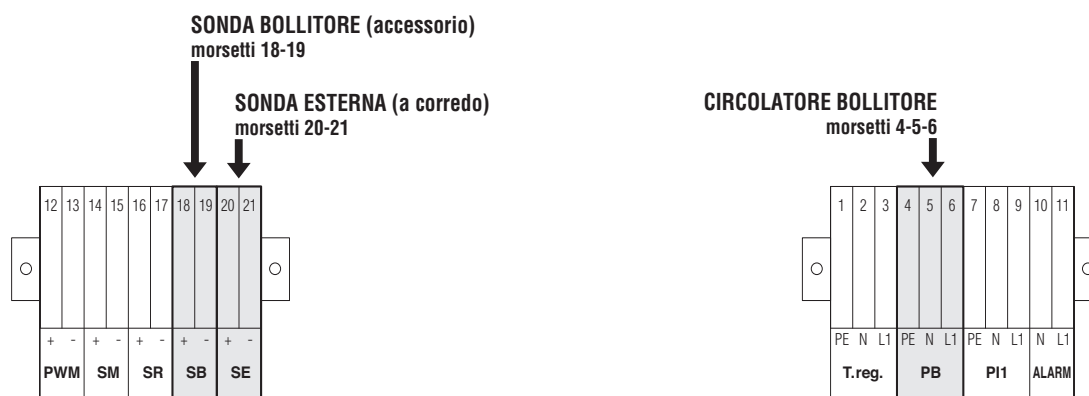 SONDA BOLLITORE (accessorio)
morsetti 18-19
SONDA ESTERNA (a corredo)
morsetti 20-21
12 13 14 15 16 17 18 19 20 21
+ - + - + - + - + -
PWM SM SR SB SE
CIRCOLATORE BOLLITORE
morsetti 4-5-6
1 2 3 4 5 6 7 8 9 10 11
PE N L1 PE N L1 PE N L1 N L1
T.reg. PB PI1 ALARM